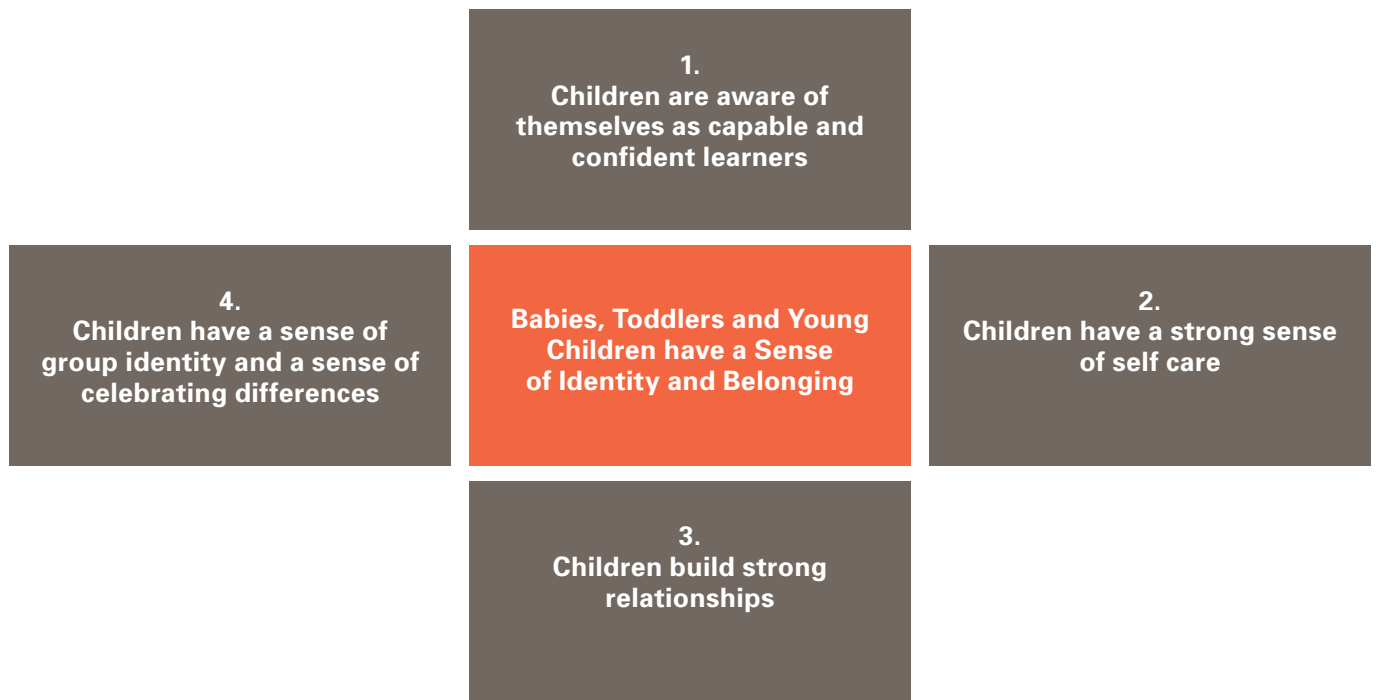 1.
Children are aware of
themselves as capable and
confident learners
4.
Children have a sense of
group identity and a sense of
celebrating differences
Babies, Toddlers and Young
Children have a Sense
of Identity and Belonging
2.
Children have a strong sense
of self care
3.
Children build strong
relationships